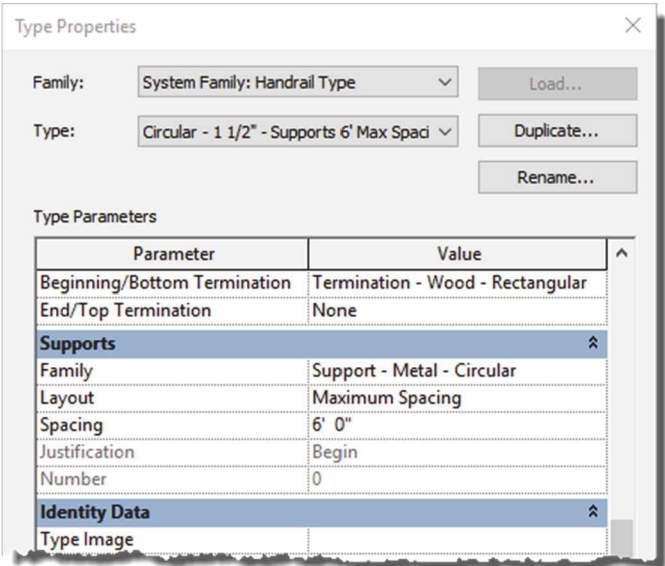 Type Properties
Family: System Family: Handrail Type Load...
Type: Circular - 1 1/2" - Supports 6' Max Spaci Duplicate...
Rename...
Type Parameters
Parameter Value
Beginning/Bottom Termination Termination - Wood - Rectangular
End/Top Termination None
Supports
Family Support - Metal - Circular
Layout Maximum Spacing
Spacing 6' 0"
Justification Begin
Number 0
Identity Data
Type Image